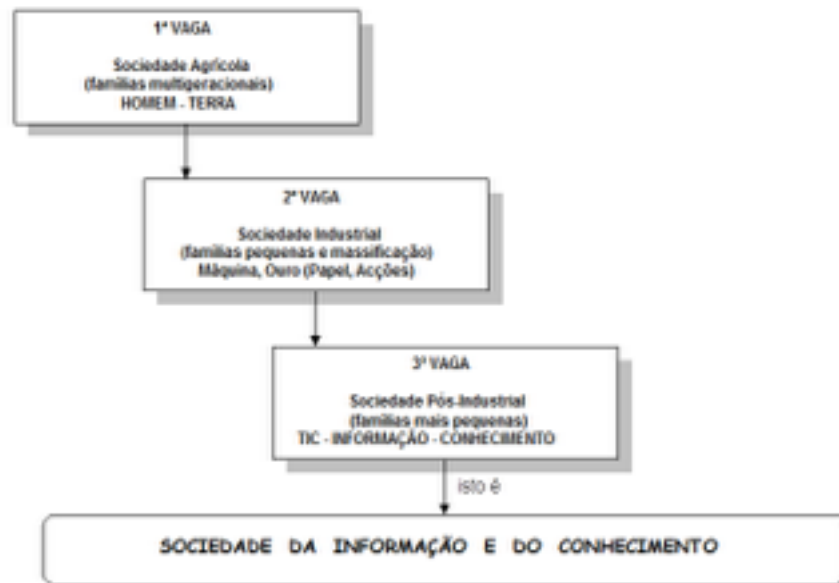 1ª VAGA
Sociedade Agrícola
(famílias multigeracionais)
HOMEM - TERRA
2ª VAGA
Sociedade Industrial
(famílias pequenas e massificação)
Máquina, Ouro (Papel, Acções)
3ª VAGA
Sociedade Pós-Industrial
(famílias mais pequenas)
TIC - INFORMAÇÃO - CONHECIMENTO
isto é
SOCIEDADE DA INFORMAÇÃO E DO CONHECIMENTO